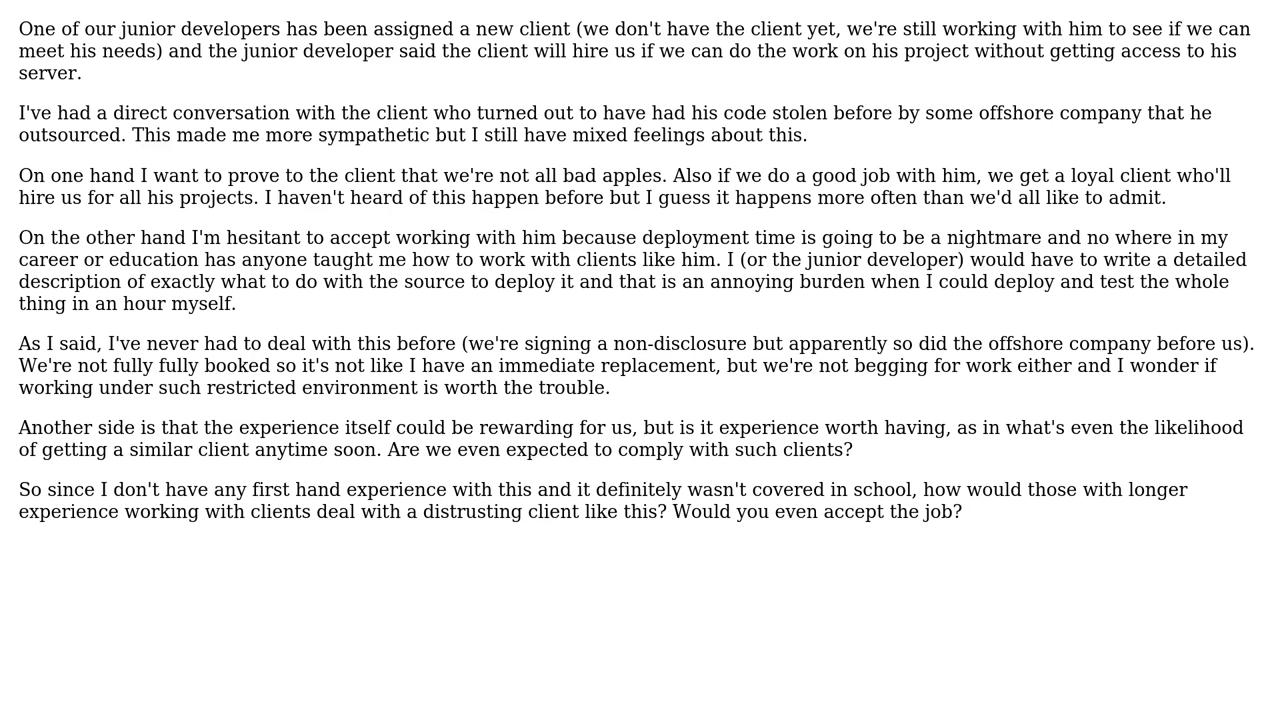 One of our junior developers has been assigned a new client (we don't have the client yet, we're still working with him to see if we can
meet his needs) and the junior developer said the client will hire us if we can do the work on his project without getting access to his
server.
I've had a direct conversation with the client who turned out to have had his code stolen before by some offshore company that he
outsourced. This made me more sympathetic but I still have mixed feelings about this.
On one hand I want to prove to the client that we're not all bad apples. Also if we do a good job with him, we get a loyal client who'll
hire us for all his projects. I haven't heard of this happen before but I guess it happens more often than we'd all like to admit.
On the other hand I'm hesitant to accept working with him because deployment time is going to be a nightmare and no where in my
career or education has anyone taught me how to work with clients like him. I (or the junior developer) would have to write a detailed
description of exactly what to do with the source to deploy it and that is an annoying burden when I could deploy and test the whole
thing in an hour myself.
As I said, I've never had to deal with this before (we're signing a non-disclosure but apparently so did the offshore company before us).
We're not fully fully booked so it's not like I have an immediate replacement, but we're not begging for work either and I wonder if
working under such restricted environment is worth the trouble.
Another side is that the experience itself could be rewarding for us, but is it experience worth having, as in what's even the likelihood
of getting a similar client anytime soon. Are we even expected to comply with such clients?
So since I don't have any first hand experience with this and it definitely wasn't covered in school, how would those with longer
experience working with clients deal with a distrusting client like this? Would you even accept the job?